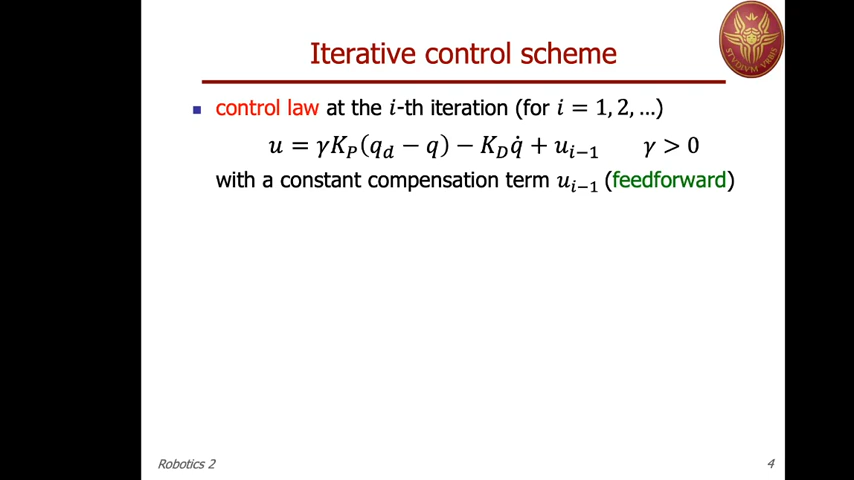 Iterative control scheme
▪ control law at the i-th iteration (for i = 1, 2, …)
u = γK_P(q_d − q) − K_D q̇ + u_{i−1}    γ > 0
with a constant compensation term u_{i−1} (feedforward)
Robotics 2
4